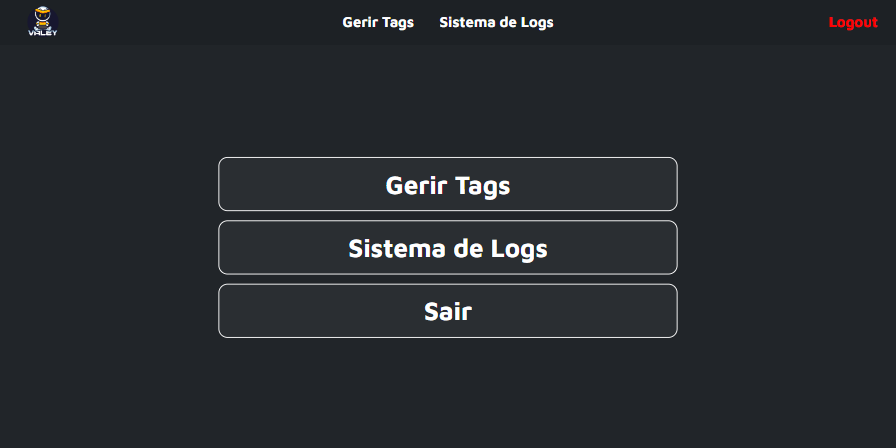 VALEY
Gerir Tags
Sistema de Logs
Logout
Gerir Tags
Sistema de Logs
Sair